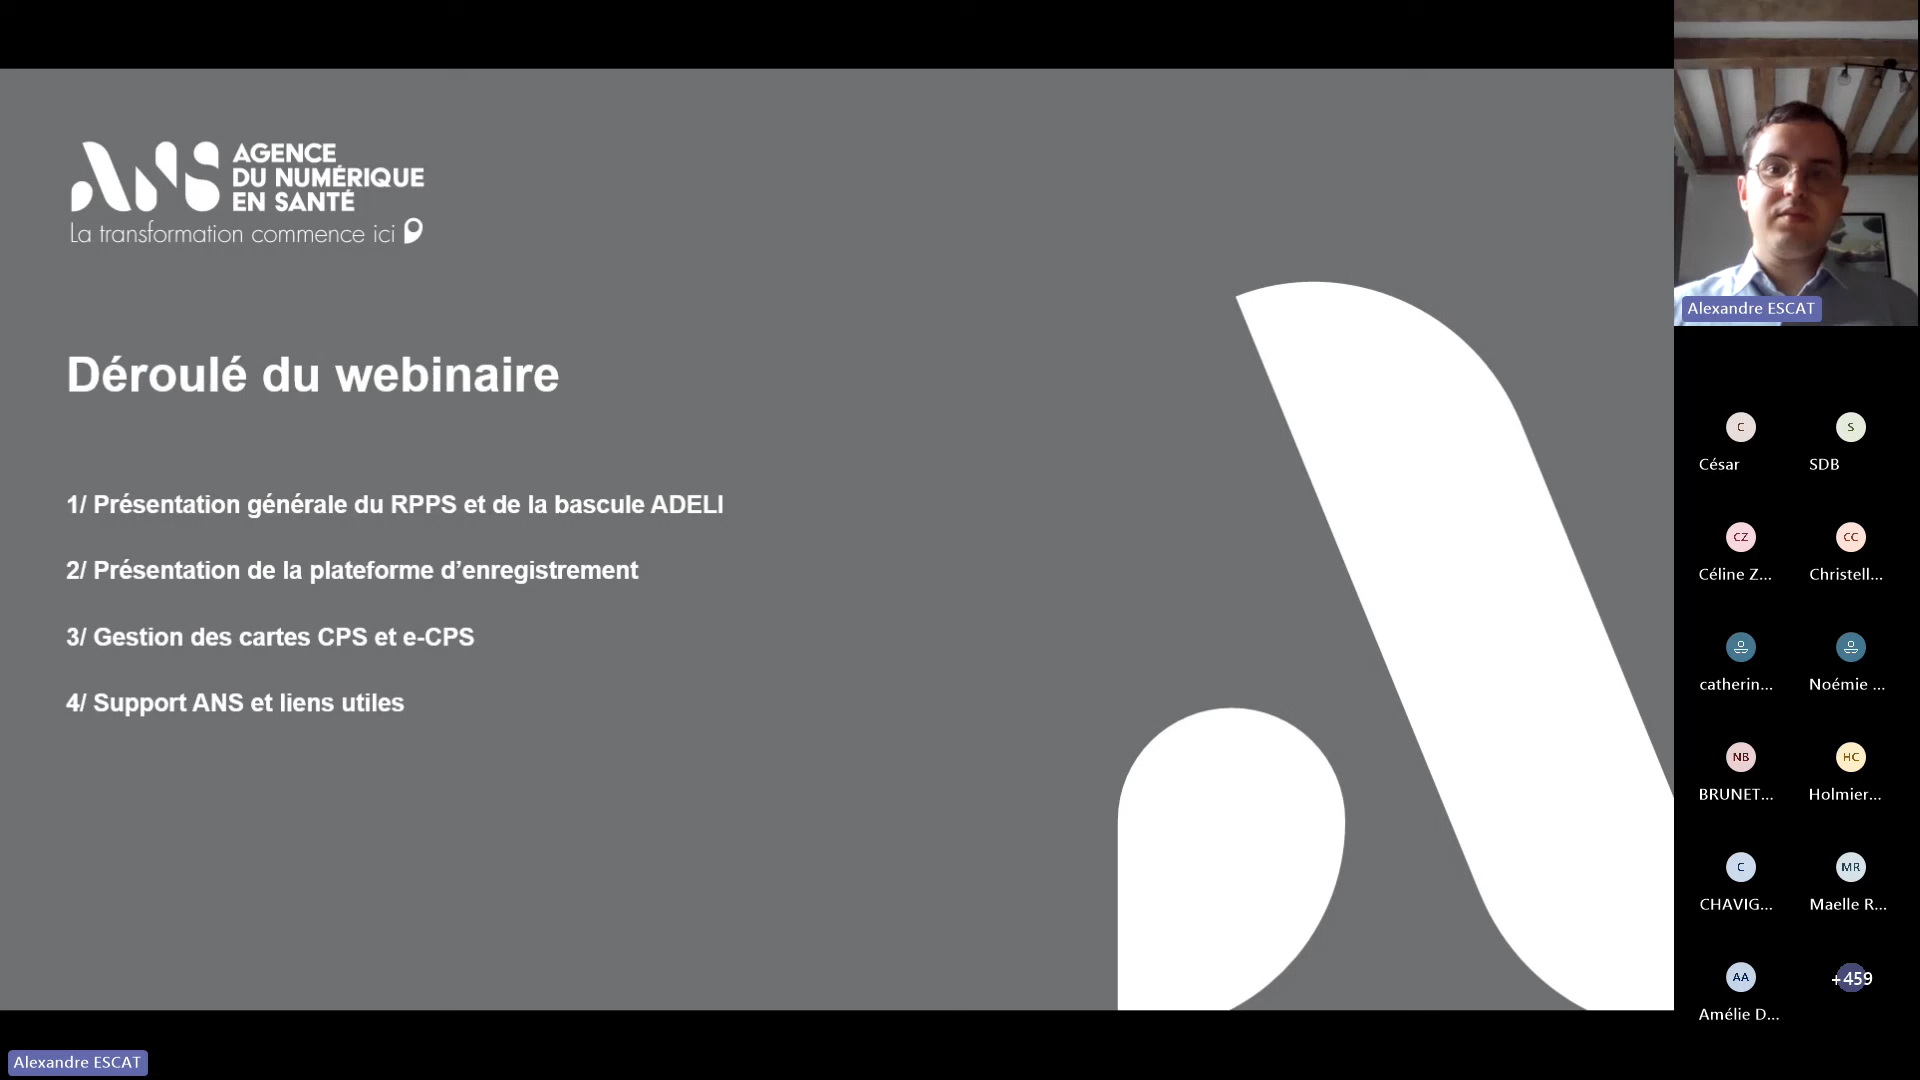 ANS
AGENCE
DU NUMÉRIQUE
EN SANTÉ
La transformation commence ici
Déroulé du webinaire
1/ Présentation générale du RPPS et de la bascule ADELI
2/ Présentation de la plateforme d’enregistrement
3/ Gestion des cartes CPS et e-CPS
4/ Support ANS et liens utiles
Alexandre ESCAT
C
S
César
SDB
CZ
CC
Céline Z...
Christell...
catherin...
Noémie ...
NB
HC
BRUNET...
Holmier...
C
MR
CHAVIG...
Maelle R...
AA
+459
Amélie D...
Alexandre ESCAT